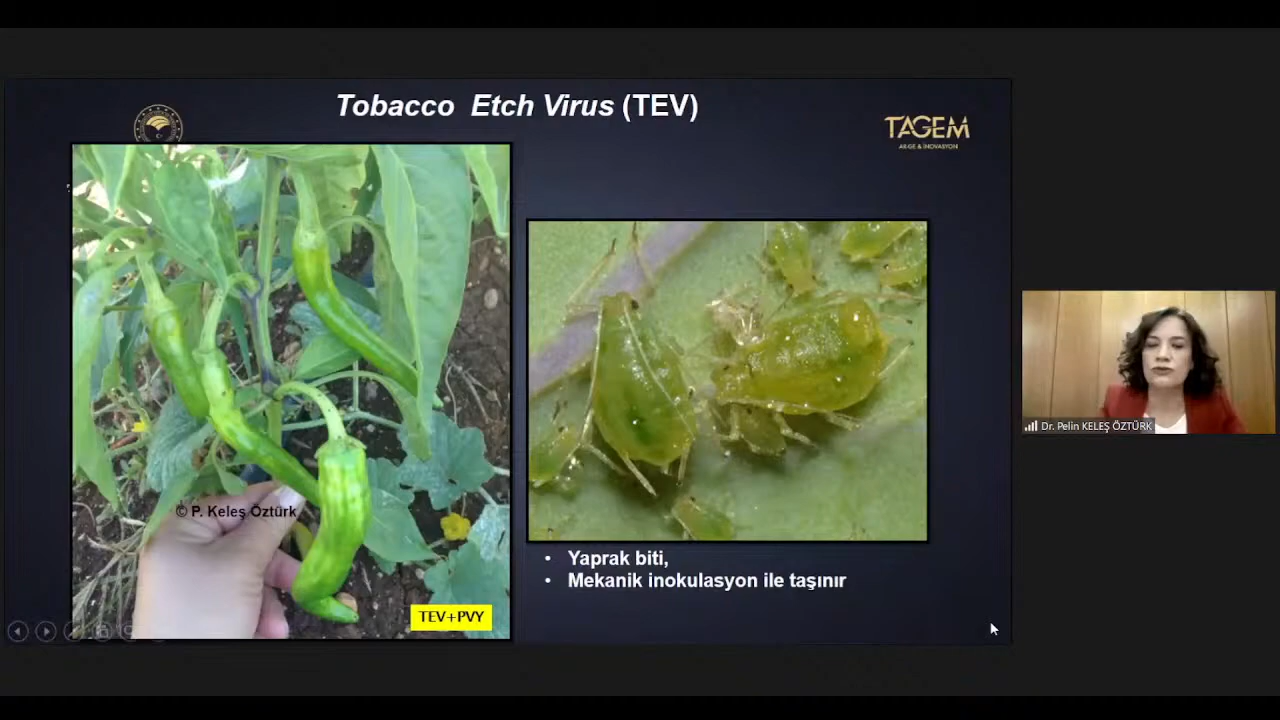 Tobacco Etch Virus (TEV)
TAGEM
AR-GE & İNOVASYON
© P. Keleş Öztürk
TEV+PVY
• Yaprak biti,
• Mekanik inokulasyon ile taşınır
Dr. Pelin KELEŞ ÖZTÜRK